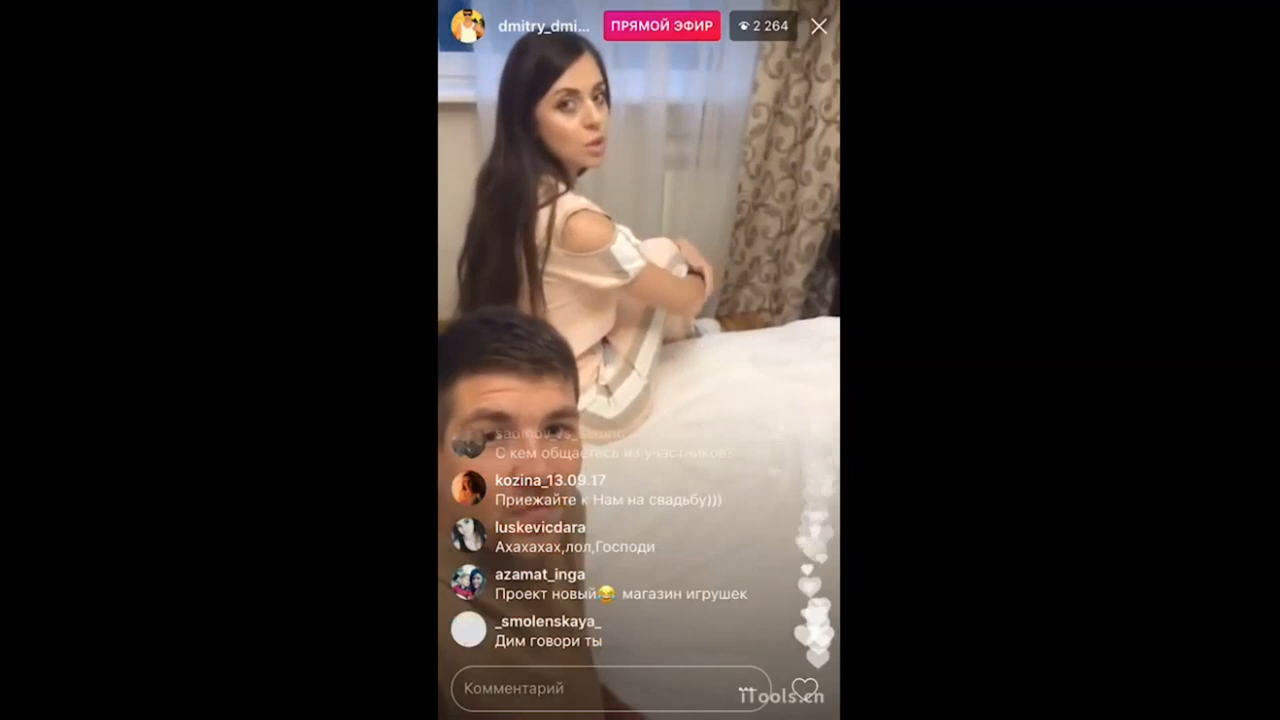 dmitry_dmi...
ПРЯМОЙ ЭФИР
2 264
С кем общаетесь из участников
kozina_13.09.17
Приежайте к Нам на свадьбу)))
luskevicdara
Ахахахах,лол,Господи
azamat_inga
Проект новый😂 магазин игрушек
_smolenskaya_
Дим говори ты
Комментарий
iTools.cn